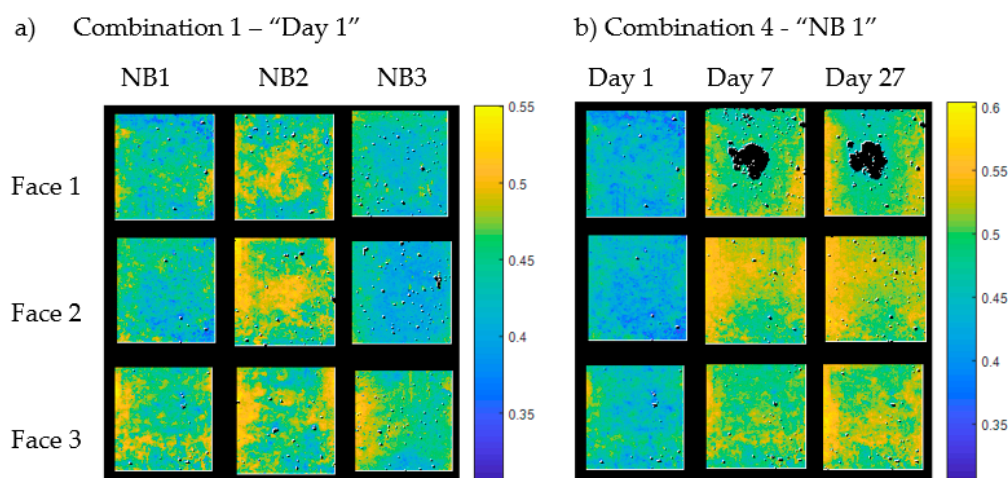 a) Combination 1 – “Day 1”
NB1 NB2 NB3
Face 1
Face 2
Face 3
0.55
0.5
0.45
0.4
0.35
b) Combination 4 - “NB 1”
Day 1 Day 7 Day 27
0.6
0.55
0.5
0.45
0.4
0.35